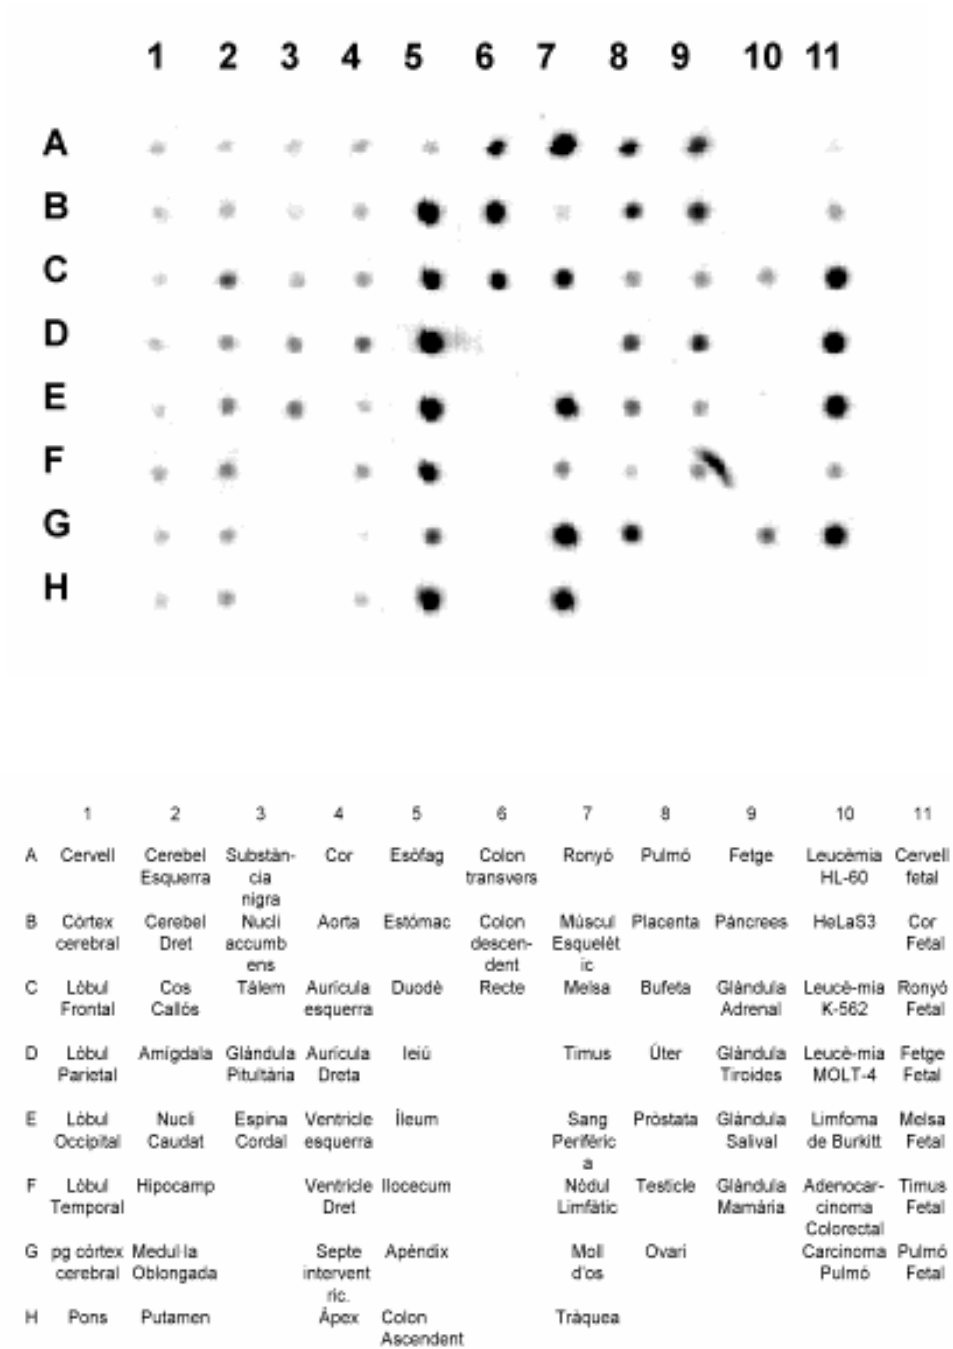 1 2 3 4 5 6 7 8 9 10 11
A
B
C
D
E
F
G
H
1 2 3 4 5 6 7 8 9 10 11
A Cervell Cerebel Substàn- Cor Esòfag Colon Ronyó Pulmó Fetge Leucèmia Cervell
Esquerra cia transvers HL-60 fetal
nigra
B Còrtex Cerebel Nucli Aorta Estómac Colon Múscul Placenta Páncrees HeLaS3 Cor
cerebral Dret accumb descen- Esquelèt Fetal
ens dent ic
C Lòbul Cos Tàlem Aurícula Duodè Recte Melsa Bufeta Glàndula Leucè-mia Ronyó
Frontal Callós esquerra Adrenal K-562 Fetal
D Lòbul Amígdala Glàndula Aurícula Ieiú Timus Úter Glàndula Leucè-mia Fetge
Parietal Pituïtària Dreta Tiroides MOLT-4 Fetal
E Lòbul Nucli Espina Ventricle Íleum Sang Pròstata Glàndula Limfoma Melsa
Occipital Caudat Cordal esquerra Perifèric Salival de Burkitt Fetal
a
F Lòbul Hipocamp Ventricle Ilocecum Nòdul Testicle Glàndula Adenocar- Timus
Temporal Dret Limfàtic Mamària cinoma Fetal
Colorectal
G pg còrtex Medul·la Septe Apèndix Moll Ovari Carcinoma Pulmó
cerebral Oblongada intervent d'os Pulmó Fetal
ric.
H Pons Putamen Àpex Colon Tràquea
Ascendent